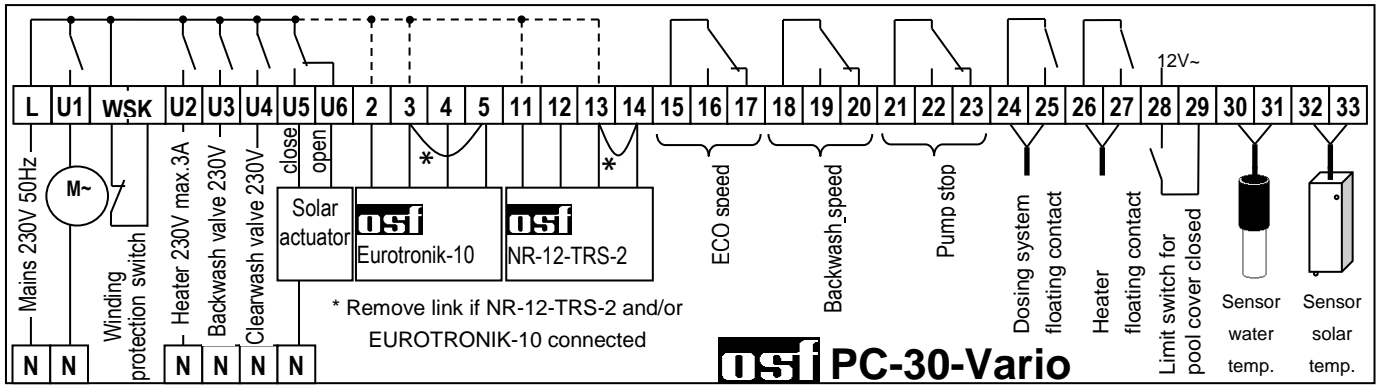 12V~
L U1 WSK U2 U3 U4 U5 U6 2 3 4 5 11 12 13 14 15 16 17 18 19 20 21 22 23 24 25 26 27 28 29 30 31 32 33
Mains 230V 50Hz
M~
Winding
protection switch
Heater 230V max.3A
Backwash valve 230V
Clearwash valve 230V
close
open
Solar
actuator
*
osf
Eurotronik-10
*
osf
NR-12-TRS-2
* Remove link if NR-12-TRS-2 and/or
EUROTRONIK-10 connected
ECO speed
Backwash speed
Pump stop
Dosing system
floating contact
Heater
floating contact
Limit switch for
pool cover closed
Sensor
water
temp.
Sensor
solar
temp.
N N N N N N
osf PC-30-Vario